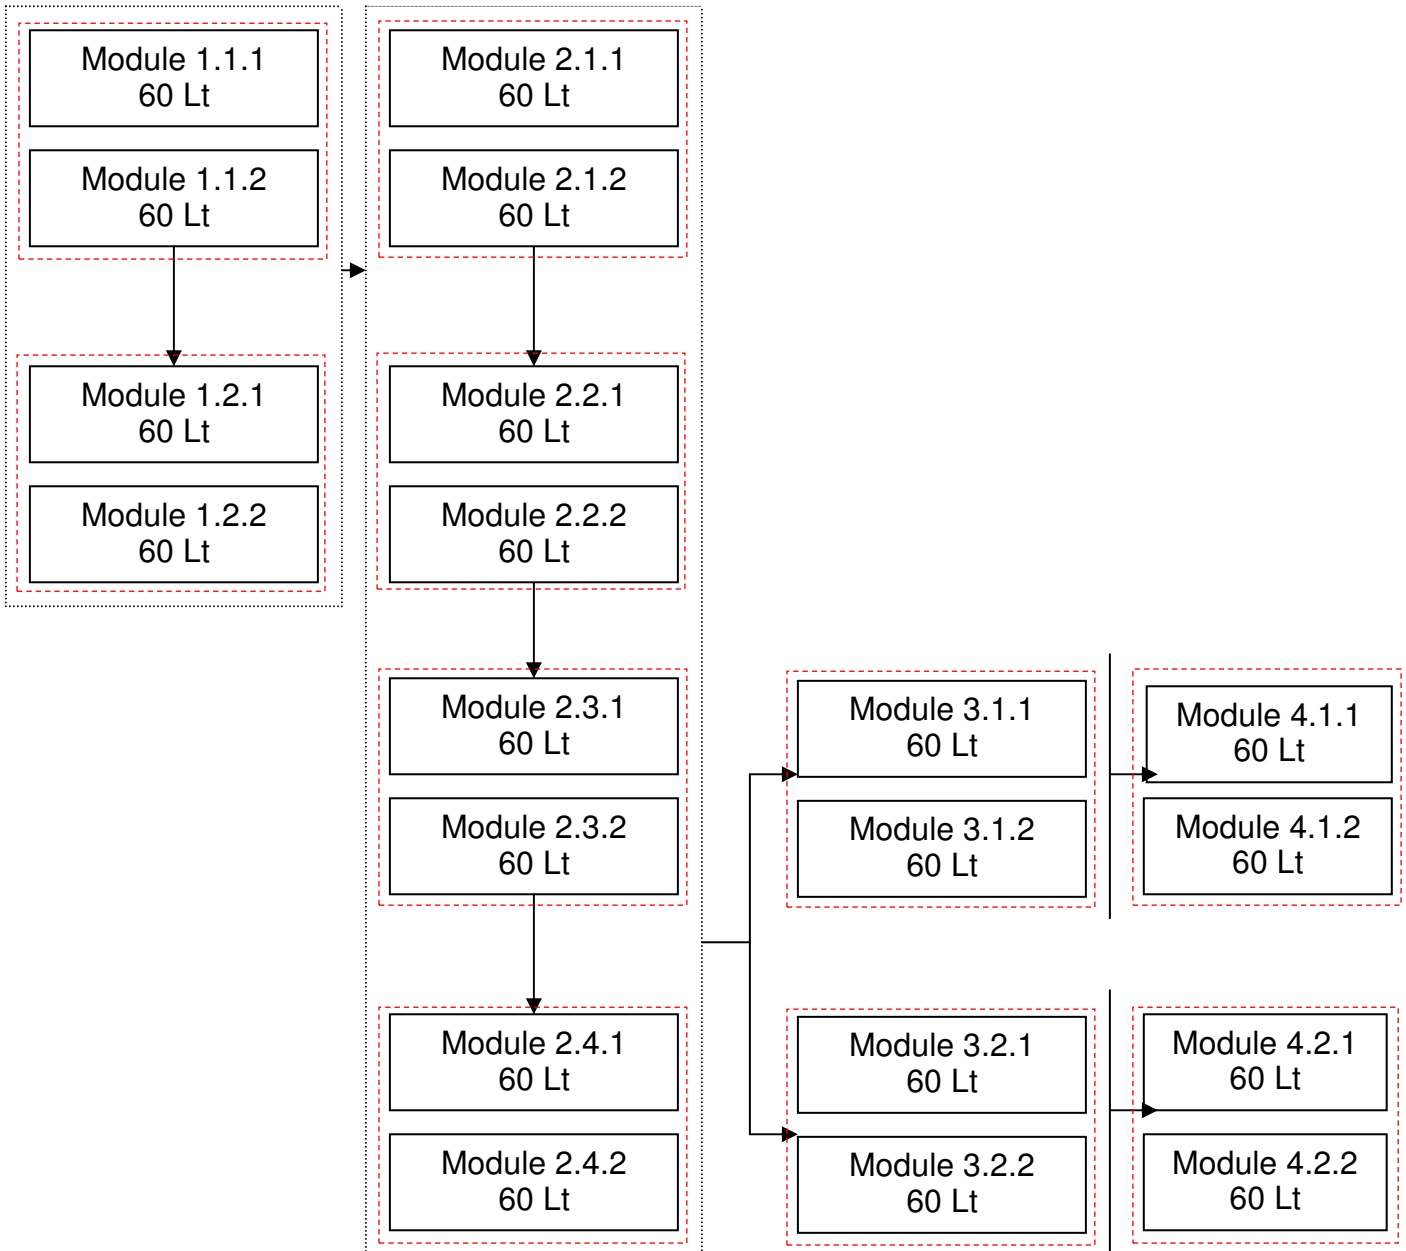 Module 1.1.1
60 Lt
Module 1.1.2
60 Lt
Module 1.2.1
60 Lt
Module 1.2.2
60 Lt
Module 2.1.1
60 Lt
Module 2.1.2
60 Lt
Module 2.2.1
60 Lt
Module 2.2.2
60 Lt
Module 2.3.1
60 Lt
Module 2.3.2
60 Lt
Module 2.4.1
60 Lt
Module 2.4.2
60 Lt
Module 3.1.1
60 Lt
Module 3.1.2
60 Lt
Module 3.2.1
60 Lt
Module 3.2.2
60 Lt
Module 4.1.1
60 Lt
Module 4.1.2
60 Lt
Module 4.2.1
60 Lt
Module 4.2.2
60 Lt